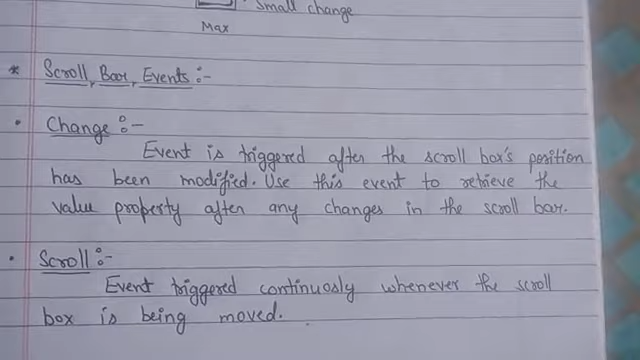 Small change
Max
* Scroll Bar Events :-
• Change :-
Event is triggered after the scroll box's position
has been modified. Use this event to retrieve the
value property after any changes in the scroll bar.
• Scroll :-
Event triggered continuosly whenever the scroll
box is being moved.